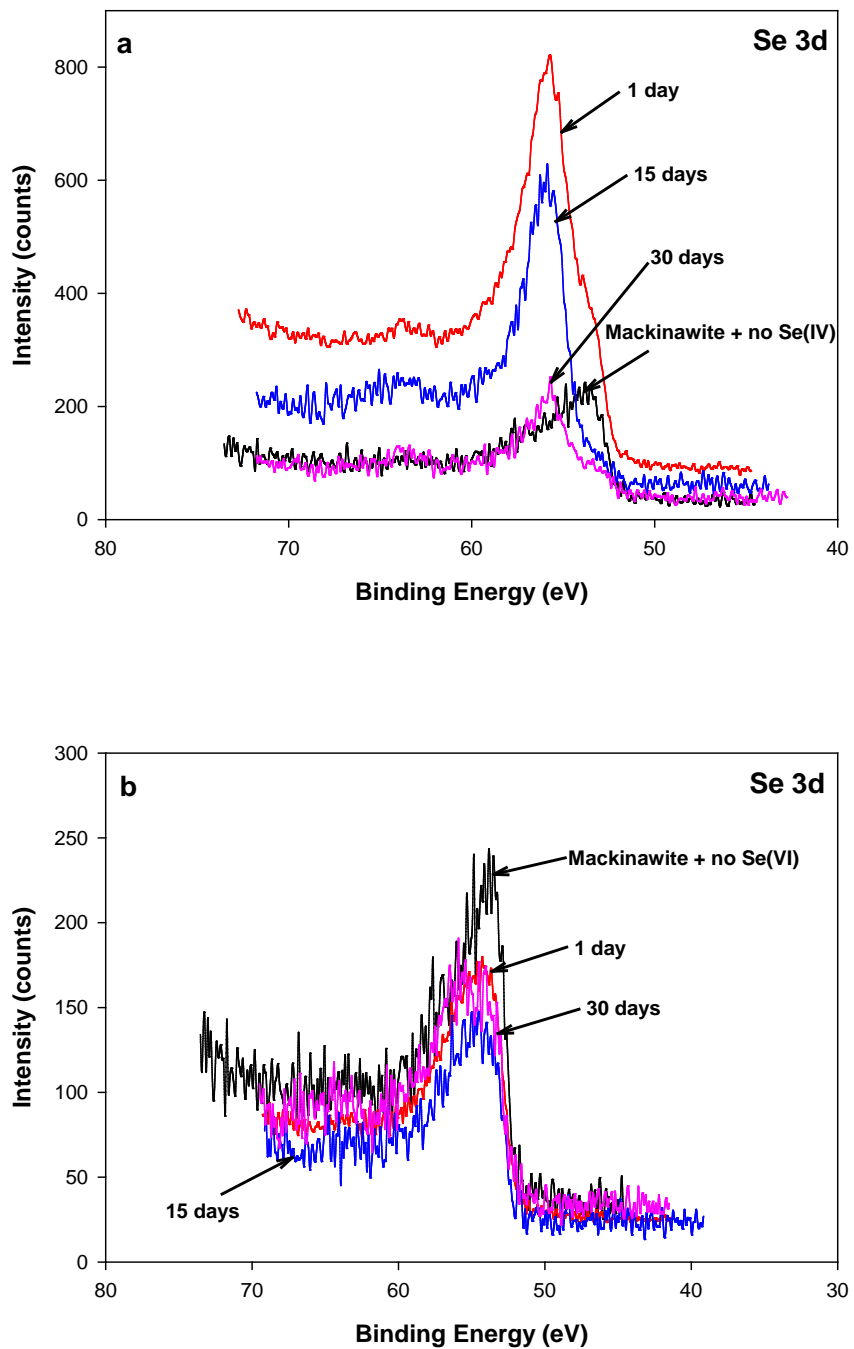 a
Se 3d
800
1 day
600
15 days
30 days
400
Mackinawite + no Se(IV)
200
0
80 70 60 50 40
Intensity (counts)
Binding Energy (eV)
300
b
Se 3d
250
Mackinawite + no Se(VI)
200
1 day
150
30 days
100
50
15 days
0
80 70 60 50 40 30
Intensity (counts)
Binding Energy (eV)